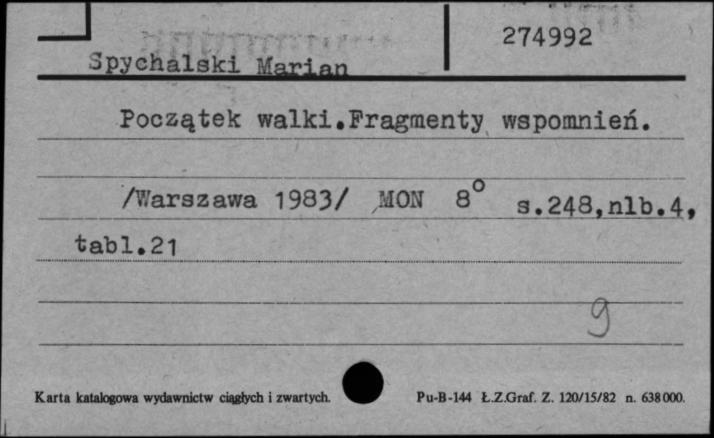 274992
Spychalski Marian
Początek walki.Fragmenty wspomnień.
/Warszawa 1983/ MON 8° s.248,nlb.4,
tabl.21
9
Karta katalogowa wydawnictw ciągłych i zwartych. Pu-B-144 Ł.Z.Graf. Z. 120/15/82 n. 638000.